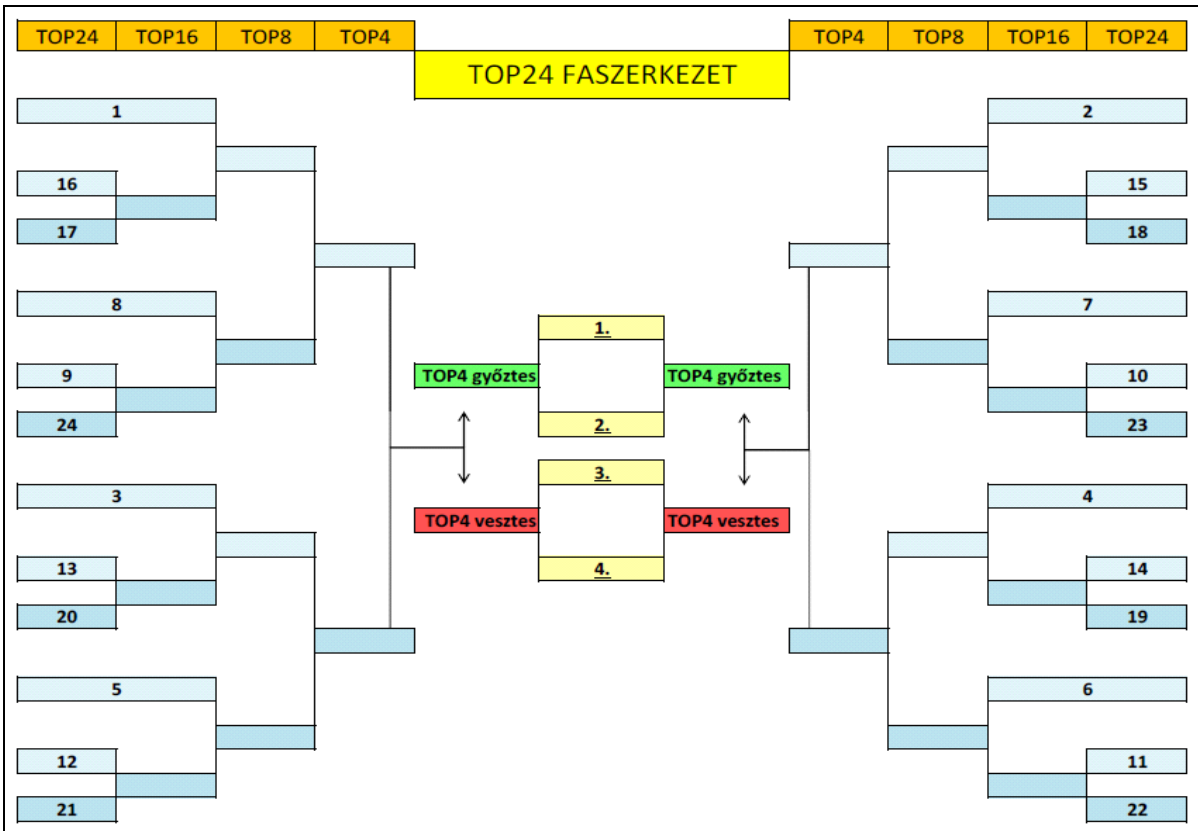 TOP24 TOP16 TOP8 TOP4 TOP4 TOP8 TOP16 TOP24
TOP24 FASZERKEZET
1 2
16 15
17 18
8 7
1.
9 TOP4 győztes TOP4 győztes 10
24 2. 23
3.
3 4
TOP4 vesztes TOP4 vesztes
13 4. 14
20 19
5 6
12 11
21 22